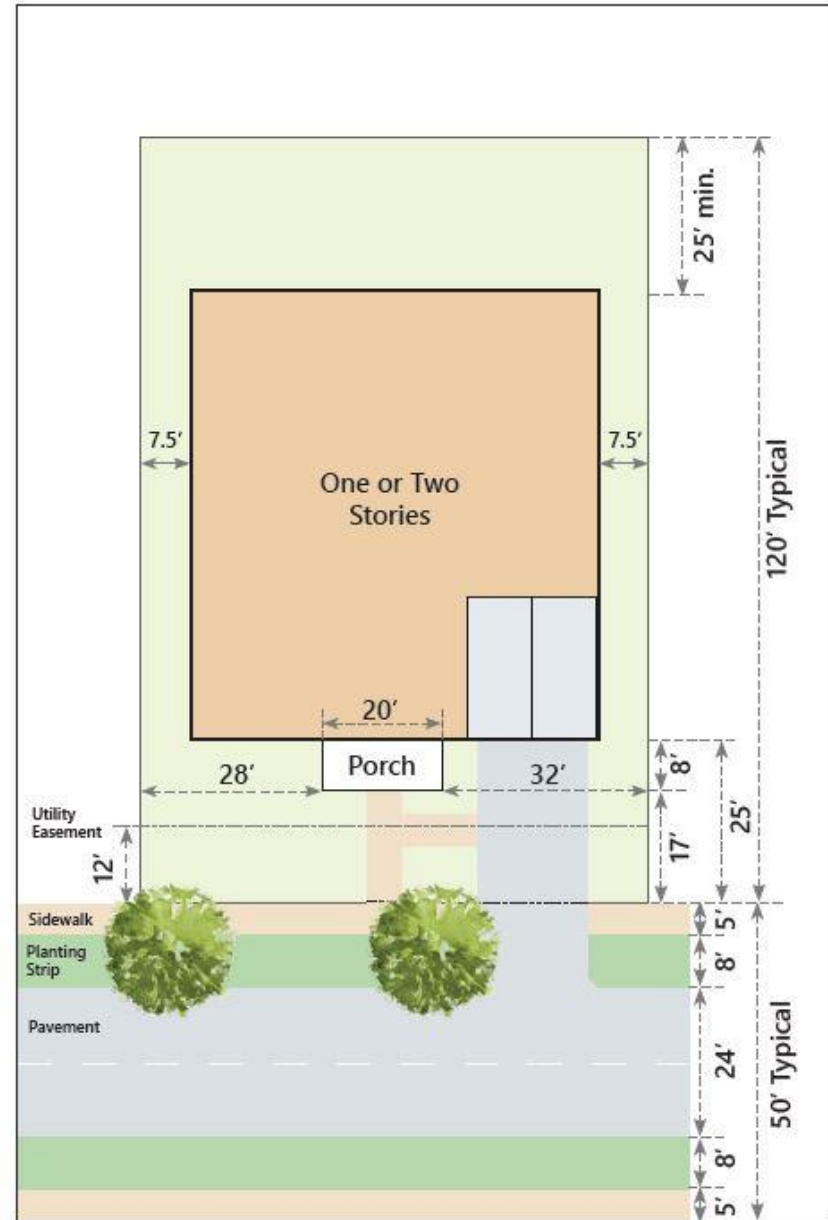 25' min.
7.5'
7.5'
One or Two
Stories
120' Typical
20'
Porch
28'
32'
8'
25'
17'
Utility
Easement
12'
Sidewalk
5'
Planting
Strip
8'
Pavement
24'
50' Typical
8'
5'